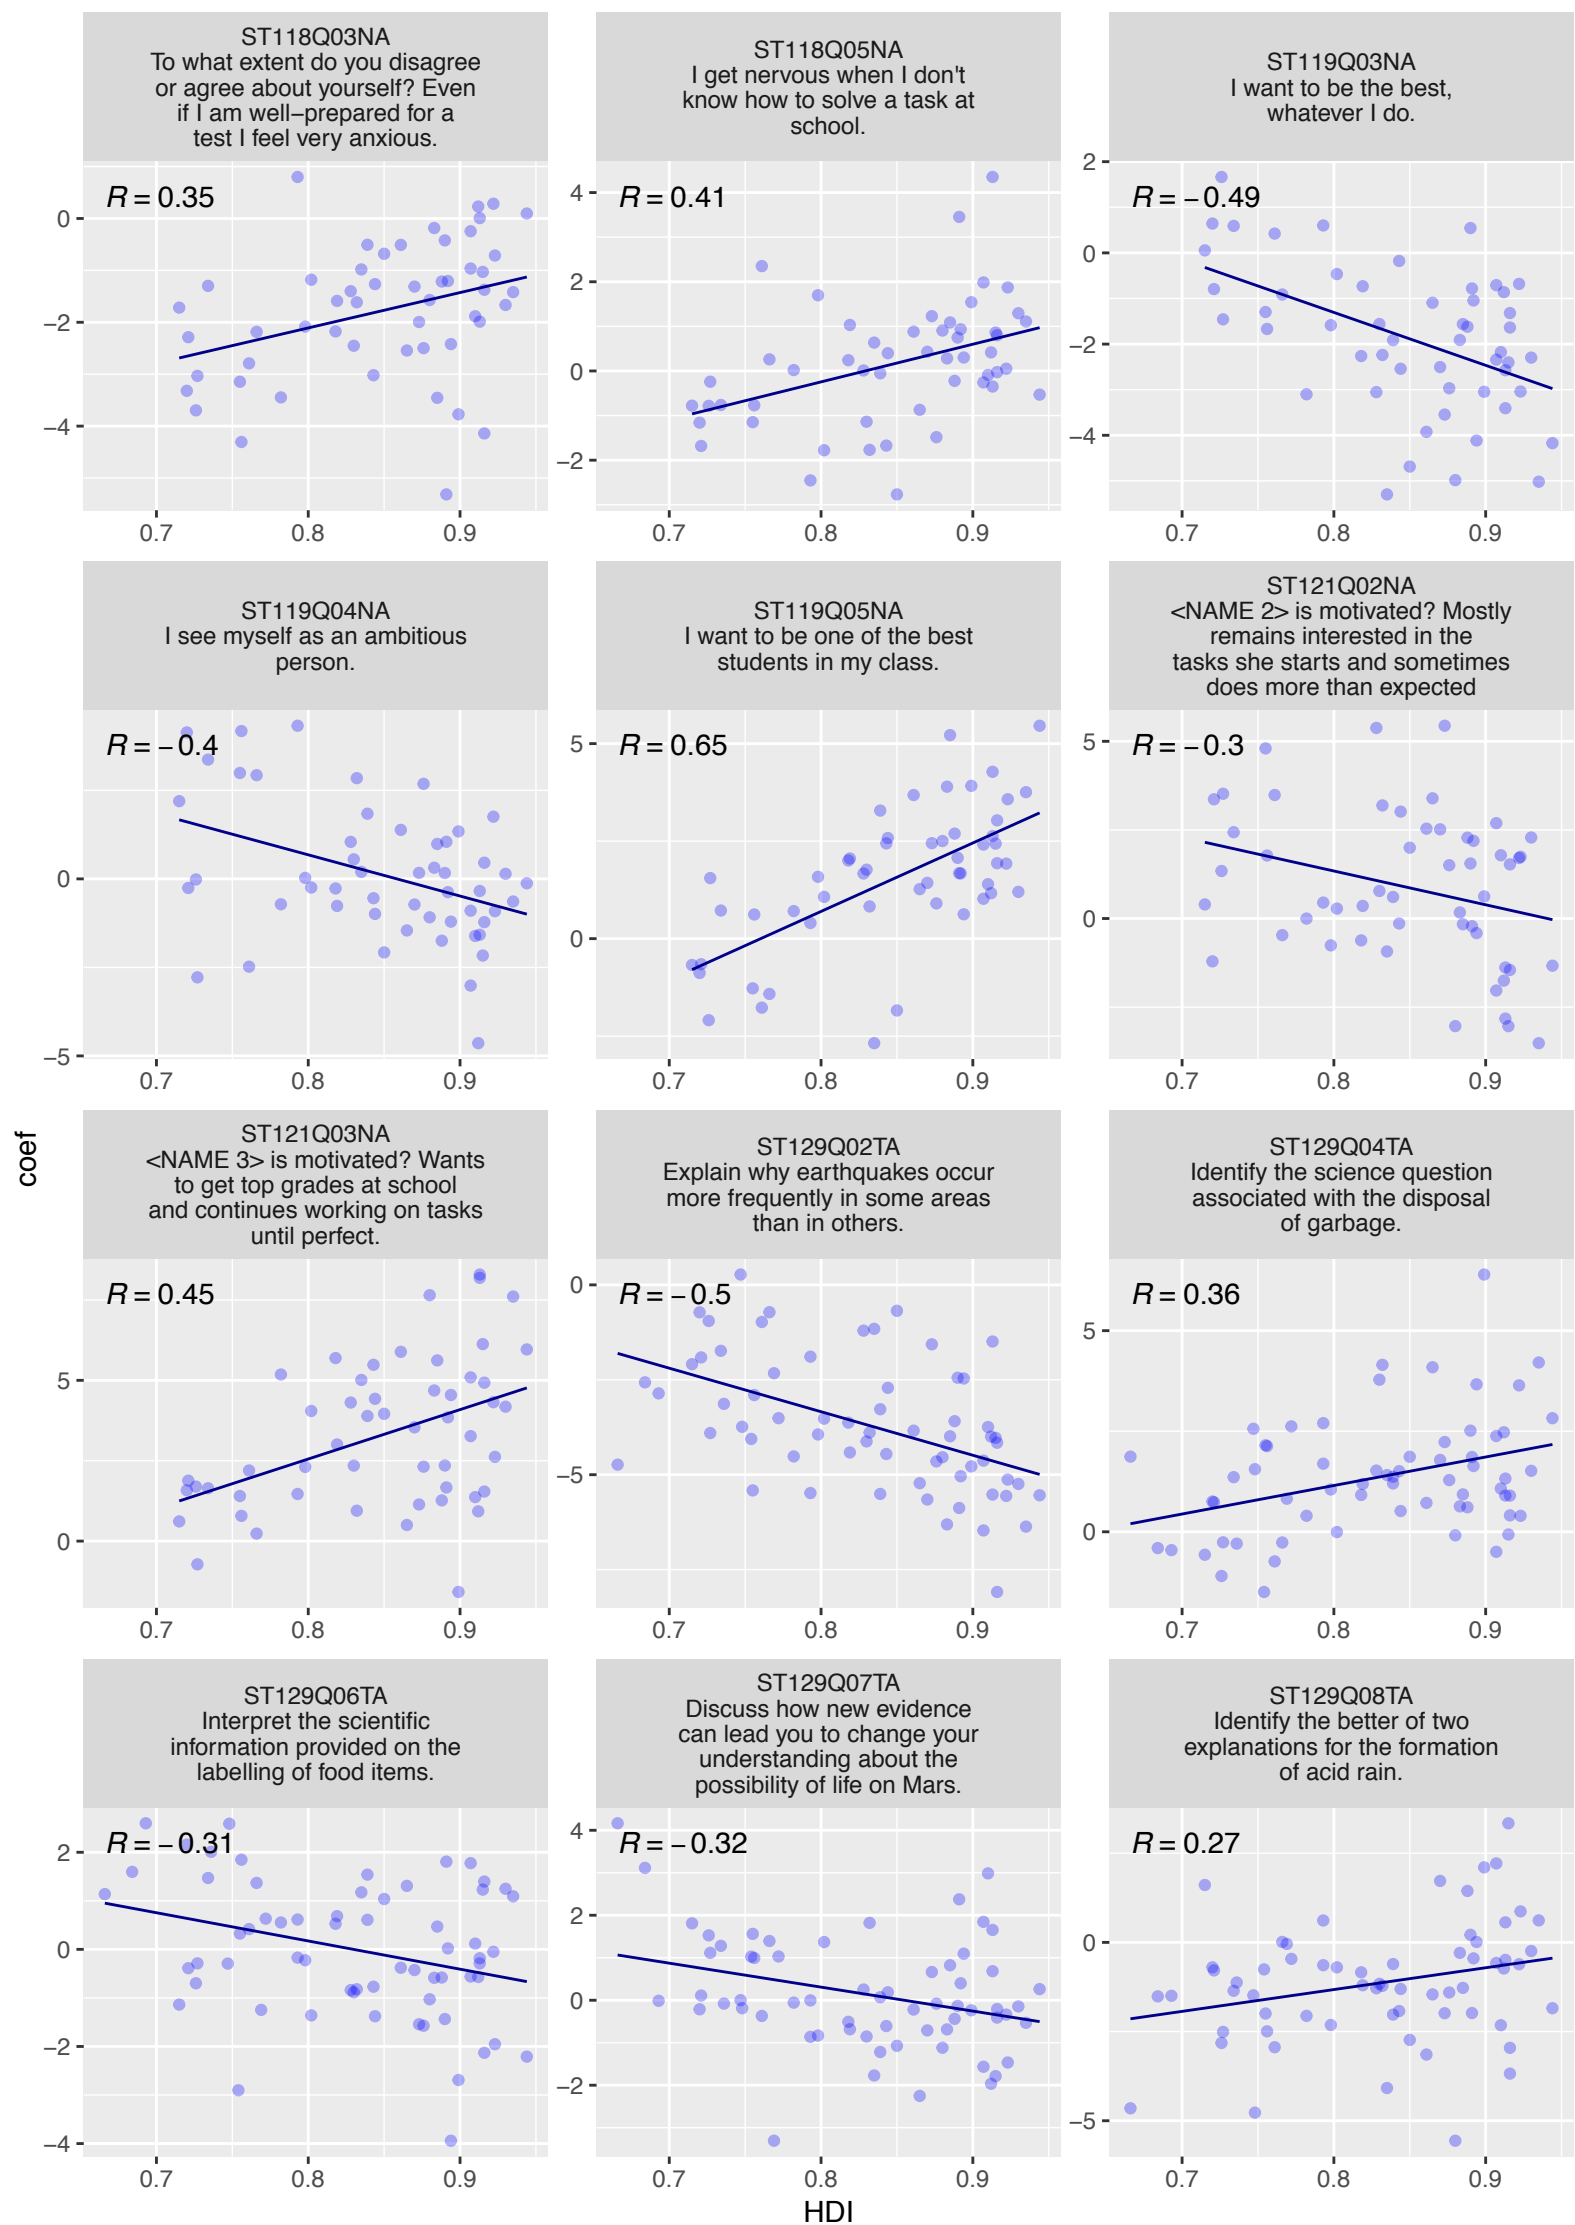 ST118Q03NA
To what extent do you disagree
or agree about yourself? Even
if I am well−prepared for a
test I feel very anxious.
R = 0.35
0
−2
−4
0.7 0.8 0.9
ST118Q05NA
I get nervous when I don't
know how to solve a task at
school.
R = 0.41
4
2
0
−2
0.7 0.8 0.9
ST119Q03NA
I want to be the best,
whatever I do.
R = −0.49
2
0
−2
−4
0.7 0.8 0.9
ST119Q04NA
I see myself as an ambitious
person.
R = −0.4
0
−5
0.7 0.8 0.9
ST119Q05NA
I want to be one of the best
students in my class.
R = 0.65
5
0
0.7 0.8 0.9
ST121Q02NA
<NAME 2> is motivated? Mostly
remains interested in the
tasks she starts and sometimes
does more than expected
R = −0.3
5
0
0.7 0.8 0.9
coef
ST121Q03NA
<NAME 3> is motivated? Wants
to get top grades at school
and continues working on tasks
until perfect.
R = 0.45
5
0
0.7 0.8 0.9
ST129Q02TA
Explain why earthquakes occur
more frequently in some areas
than in others.
R = −0.5
0
−5
0.7 0.8 0.9
ST129Q04TA
Identify the science question
associated with the disposal
of garbage.
R = 0.36
5
0
0.7 0.8 0.9
ST129Q06TA
Interpret the scientific
information provided on the
labelling of food items.
R = −0.31
2
0
−2
−4
0.7 0.8 0.9
ST129Q07TA
Discuss how new evidence
can lead you to change your
understanding about the
possibility of life on Mars.
R = −0.32
4
2
0
−2
0.7 0.8 0.9
ST129Q08TA
Identify the better of two
explanations for the formation
of acid rain.
R = 0.27
0
−5
0.7 0.8 0.9
HDI